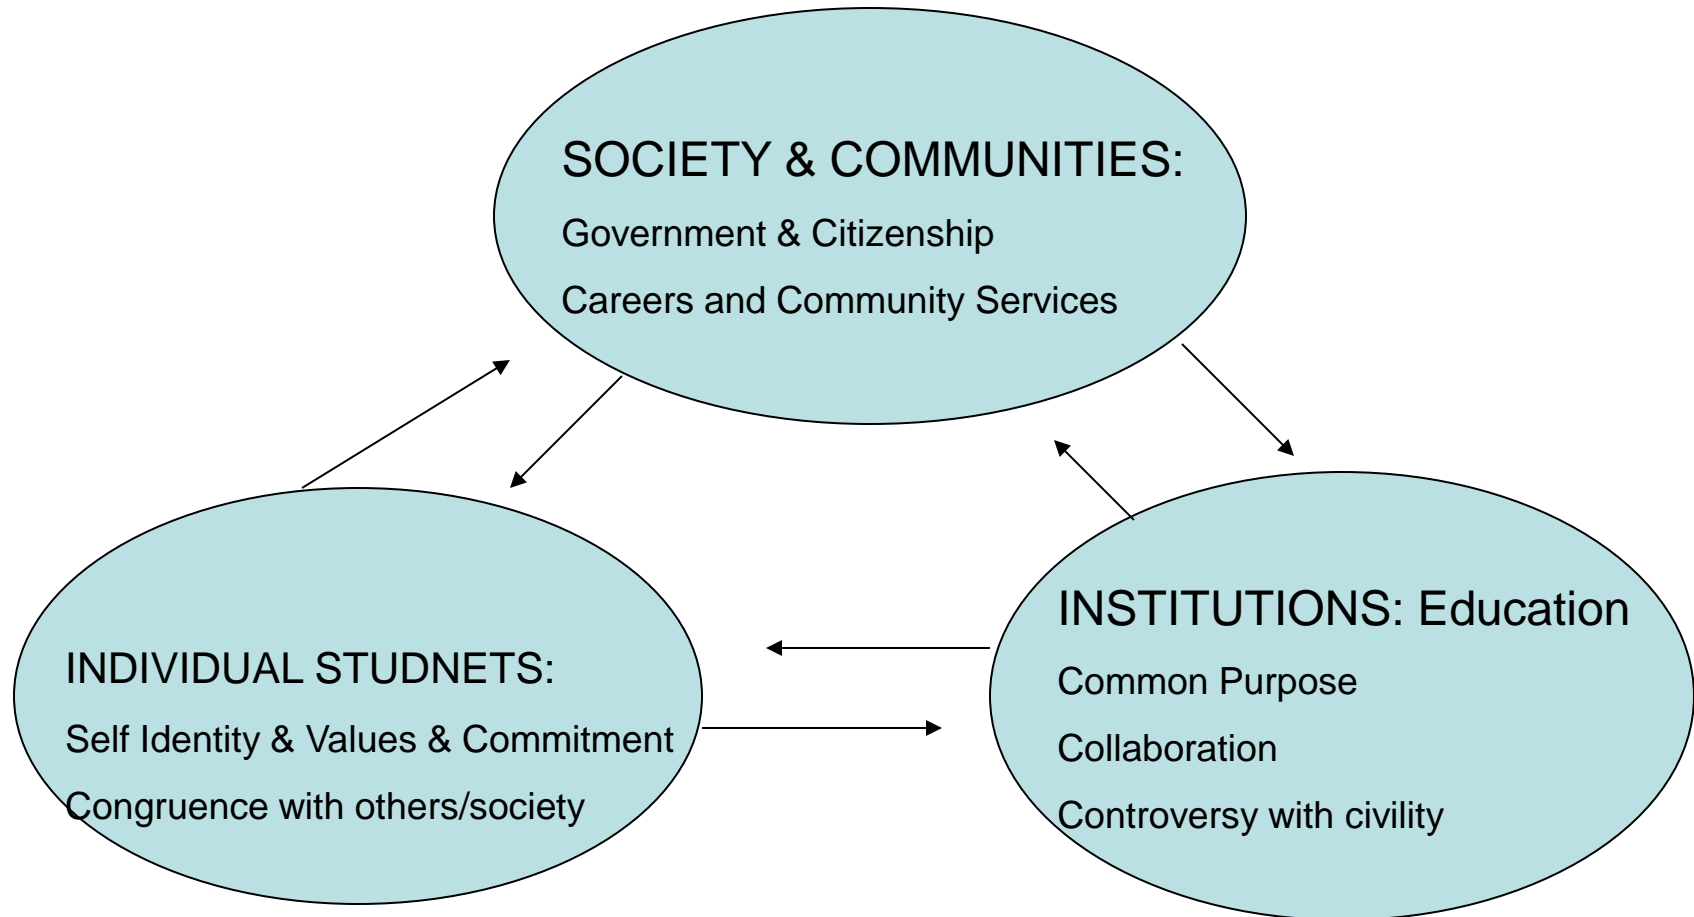 SOCIETY & COMMUNITIES:
Government & Citizenship
Careers and Community Services
INDIVIDUAL STUDNETS:
Self Identity & Values & Commitment
Congruence with others/society
INSTITUTIONS: Education
Common Purpose
Collaboration
Controversy with civility